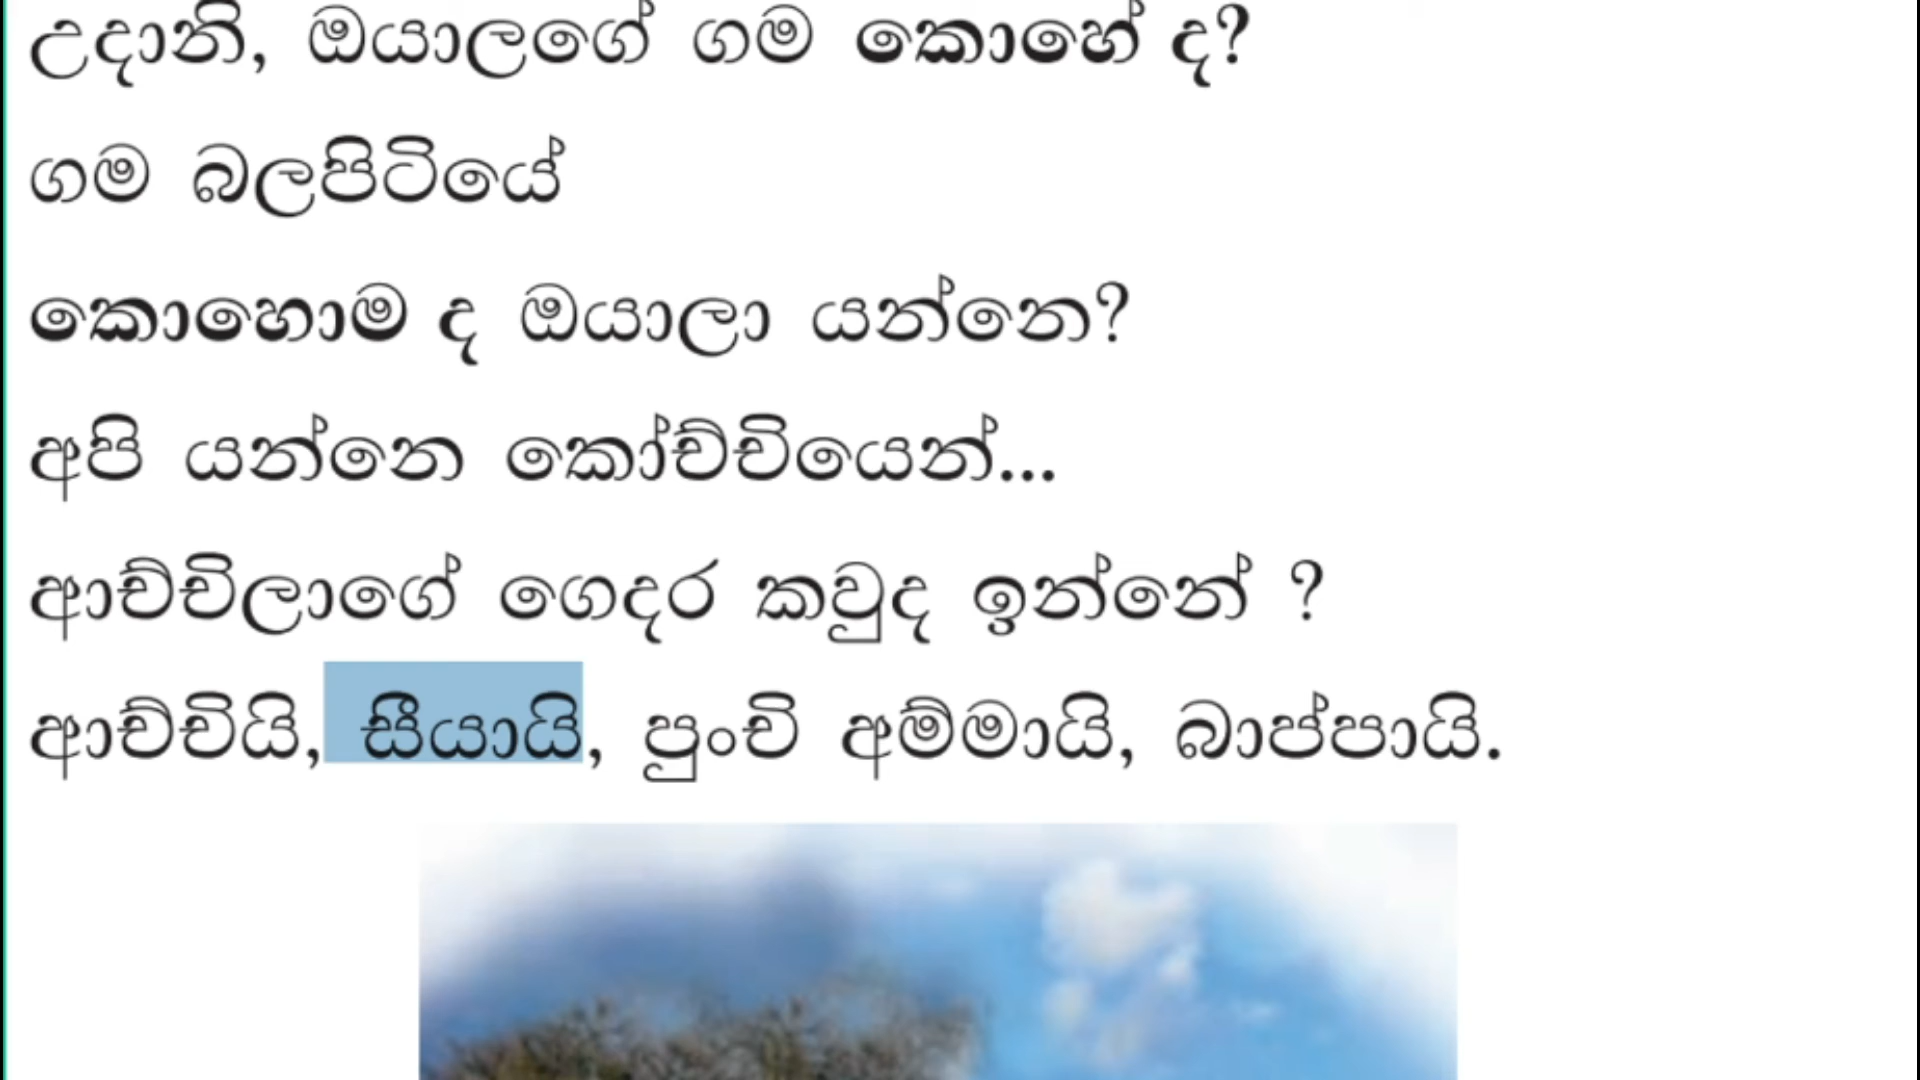 උදානි, ඔයාලගේ ගම කොහේ ද?
ගම බලපිටියේ
කොහොම ද ඔයාලා යන්නෙ?
අපි යන්නෙ කෝච්චියෙන්...
ආච්චිලාගේ ගෙදර කවුද ඉන්නේ ?
ආච්චියි, සීයායි, පුංචි අම්මායි, බාප්පායි.